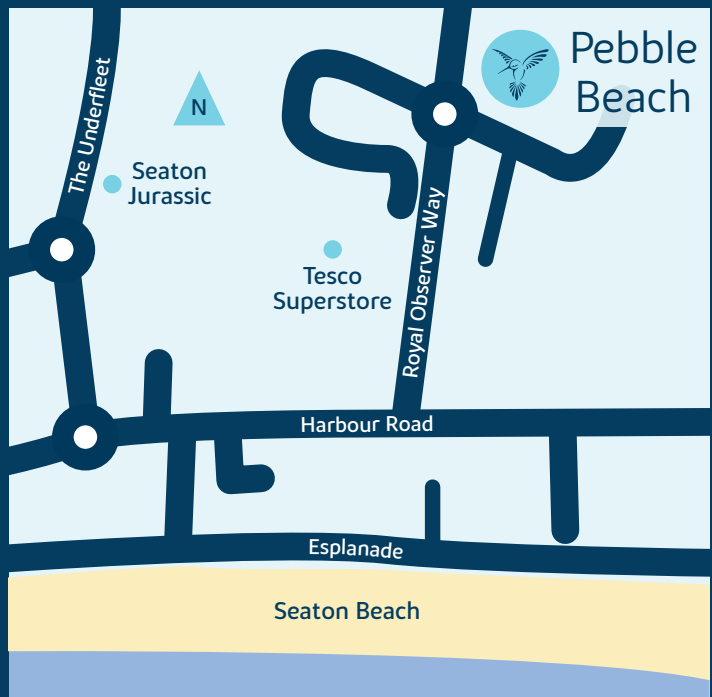 Pebble
Beach
The Underfleet
N
Seaton
Jurassic
Royal Observer Way
Tesco
Superstore
Harbour Road
Esplanade
Seaton Beach